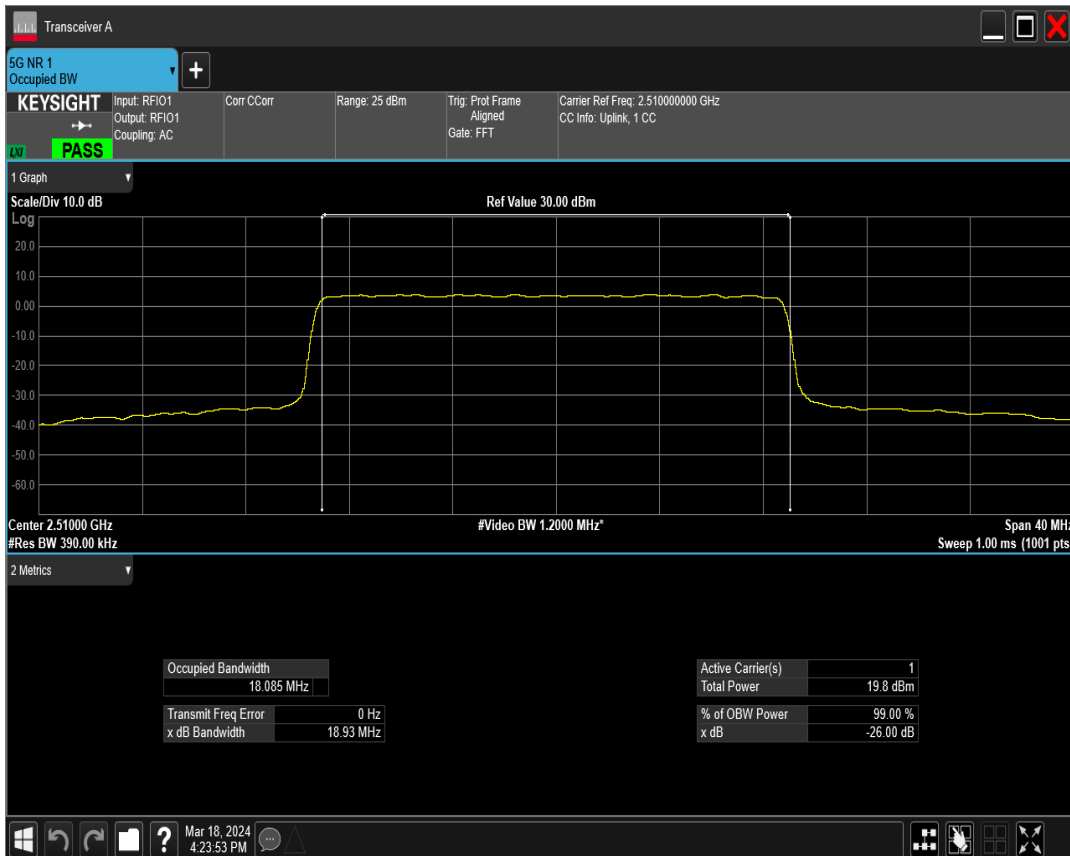 Transceiver A
5G NR 1
Occupied BW
+
KEYSIGHT
LXI
PASS
Input: RFIO1
Output: RFIO1
Coupling: AC
Corr CCorr
Range: 25 dBm
Trig: Prot Frame
Aligned
Gate: FFT
Carrier Ref Freq: 2.510000000 GHz
CC Info: Uplink, 1 CC
1 Graph
Scale/Div 10.0 dB
Ref Value 30.00 dBm
Log
20.0
10.0
0.00
-10.0
-20.0
-30.0
-40.0
-50.0
-60.0
Center 2.51000 GHz
#Video BW 1.2000 MHz*
Span 40 MHz
#Res BW 390.00 kHz
Sweep 1.00 ms (1001 pts
2 Metrics
Occupied Bandwidth
18.085 MHz
Transmit Freq Error 0 Hz
x dB Bandwidth 18.93 MHz
Active Carrier(s) 1
Total Power 19.8 dBm
% of OBW Power 99.00 %
x dB -26.00 dB
?
Mar 18, 2024
4:23:53 PM